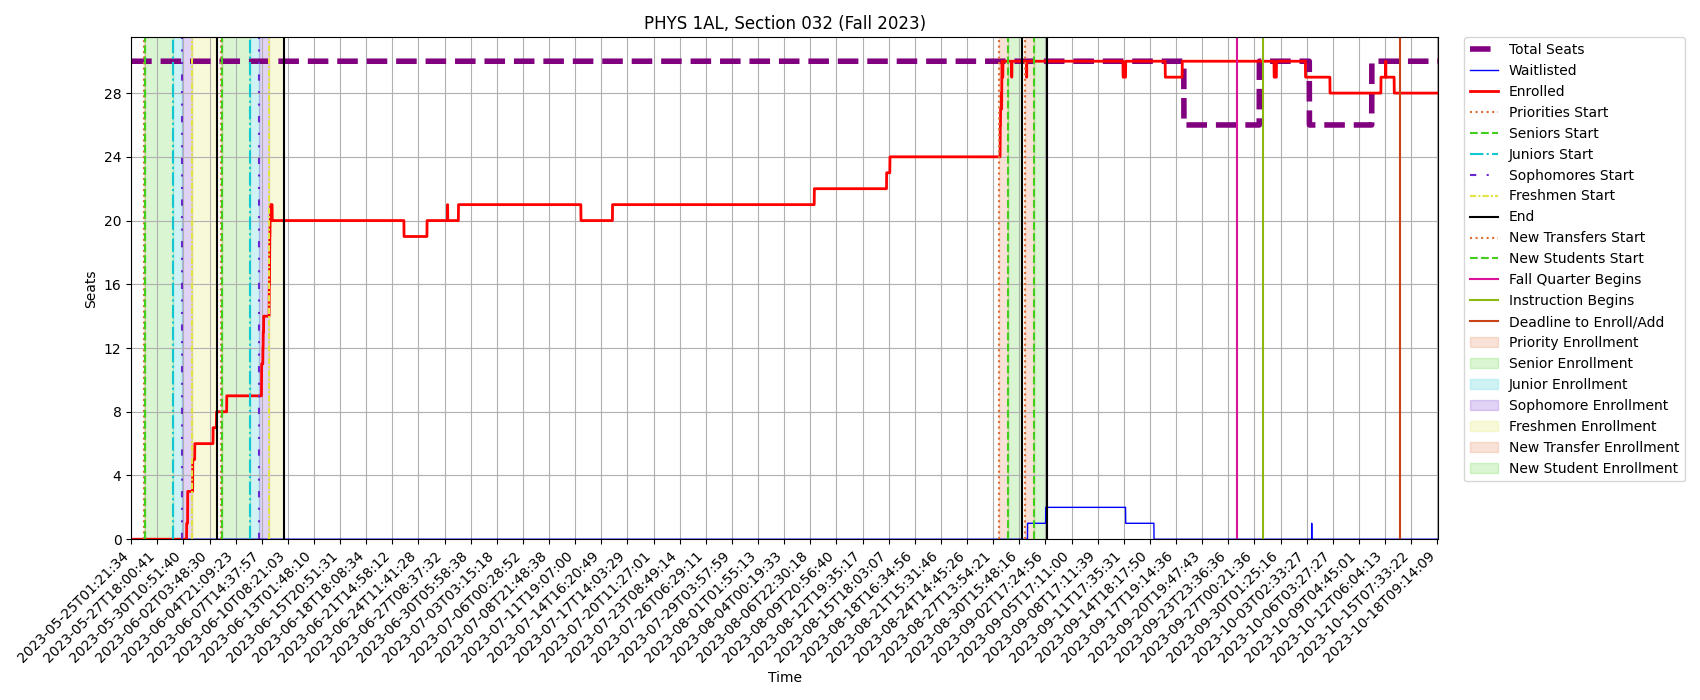 PHYS 1AL, Section 032 (Fall 2023)
Seats
28
24
20
16
12
8
4
0
2023-05-25T01:21:34
2023-05-27T18:00:41
2023-05-30T10:51:40
2023-06-02T03:48:30
2023-06-04T21:09:23
2023-06-07T14:37:57
2023-06-10T08:21:03
2023-06-13T01:48:10
2023-06-15T20:51:31
2023-06-18T18:08:34
2023-06-21T14:58:12
2023-06-24T11:41:28
2023-06-27T08:37:32
2023-06-30T05:58:38
2023-07-03T03:15:18
2023-07-06T00:28:52
2023-07-08T21:48:38
2023-07-11T19:07:00
2023-07-14T16:20:49
2023-07-17T14:03:29
2023-07-20T11:27:01
2023-07-23T08:49:14
2023-07-26T06:29:11
2023-07-29T03:57:59
2023-08-01T01:55:13
2023-08-04T00:19:33
2023-08-06T22:30:18
2023-08-09T20:56:40
2023-08-12T19:35:17
2023-08-15T18:03:07
2023-08-18T16:34:56
2023-08-21T15:31:46
2023-08-24T14:45:26
2023-08-27T13:54:21
2023-08-30T15:48:16
2023-09-02T17:24:56
2023-09-05T17:11:00
2023-09-08T17:11:39
2023-09-11T17:35:31
2023-09-14T18:17:50
2023-09-17T19:14:36
2023-09-20T19:47:43
2023-09-23T23:36:36
2023-09-27T00:21:36
2023-09-30T01:25:16
2023-10-03T02:33:27
2023-10-06T03:27:27
2023-10-09T04:45:01
2023-10-12T06:04:13
2023-10-15T07:33:22
2023-10-18T09:14:09
Time
Total Seats
Waitlisted
Enrolled
Priorities Start
Seniors Start
Juniors Start
Sophomores Start
Freshmen Start
End
New Transfers Start
New Students Start
Fall Quarter Begins
Instruction Begins
Deadline to Enroll/Add
Priority Enrollment
Senior Enrollment
Junior Enrollment
Sophomore Enrollment
Freshmen Enrollment
New Transfer Enrollment
New Student Enrollment